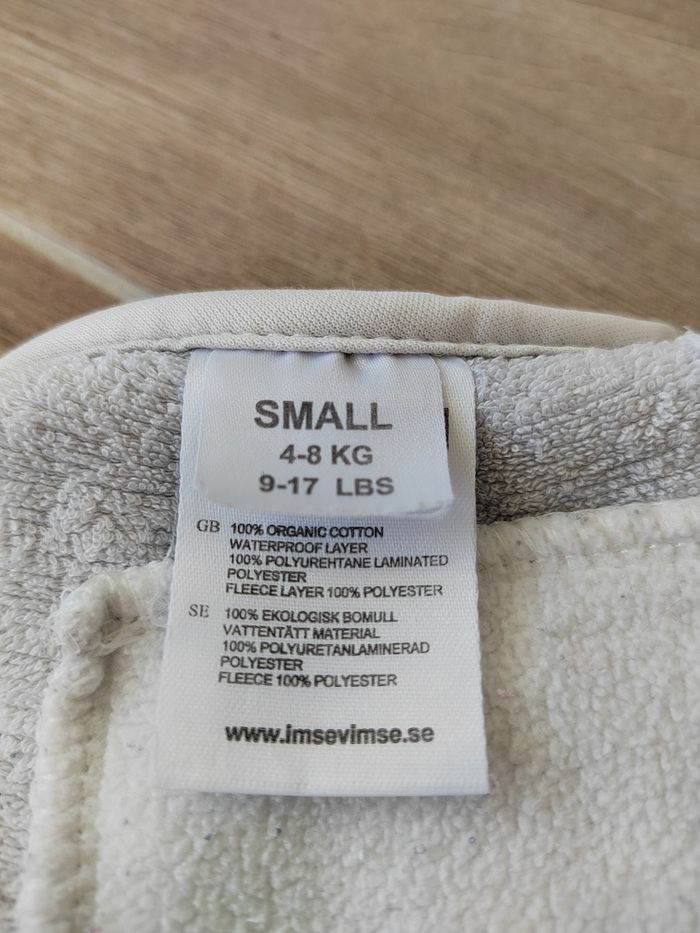 SMALL
4-8 KG
9-17 LBS
GB 100% ORGANIC COTTON
WATERPROOF LAYER
100% POLYUREHTANE LAMINATED
POLYESTER
FLEECE LAYER 100% POLYESTER
SE 100% EKOLOGISK BOMULL
VATTENTÄTT MATERIAL
100% POLYURETANLAMINERAD
POLYESTER
FLEECE 100% POLYESTER
www.imsevimse.se